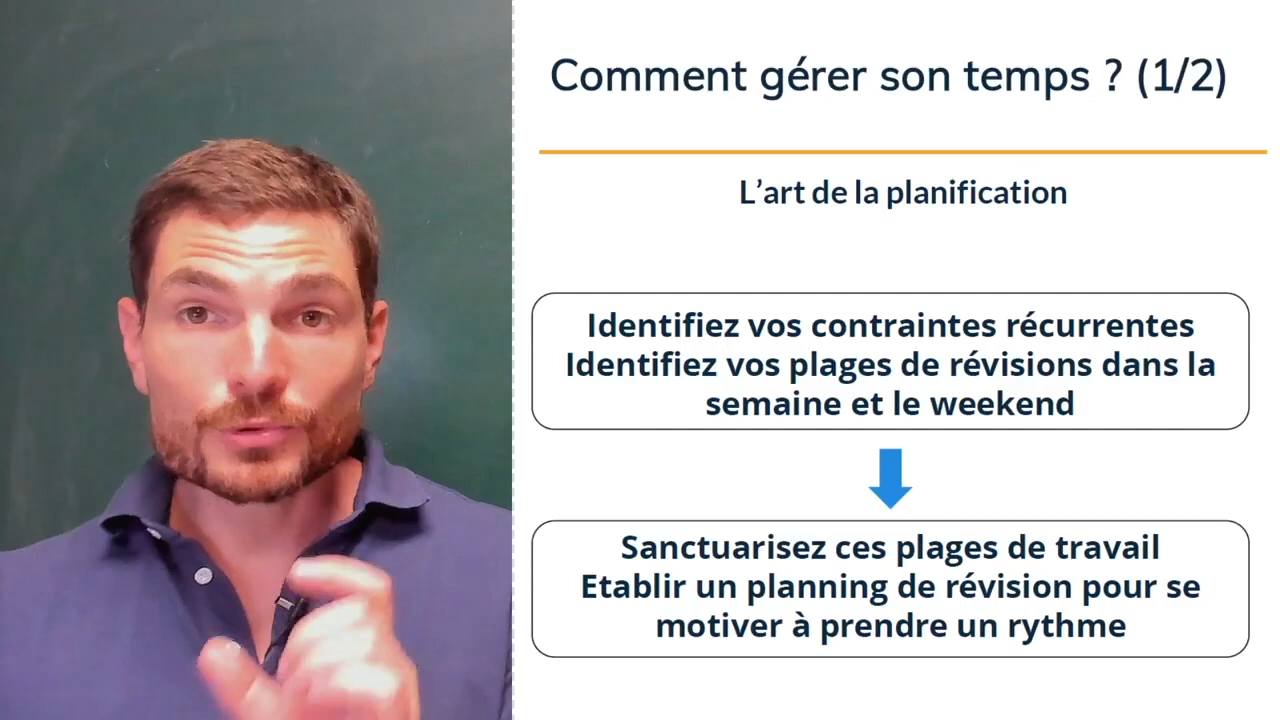 Comment gérer son temps ? (1/2)
L’art de la planification
Identifiez vos contraintes récurrentes
Identifiez vos plages de révisions dans la
semaine et le weekend
Sanctuarisez ces plages de travail
Etablir un planning de révision pour se
motiver à prendre un rythme